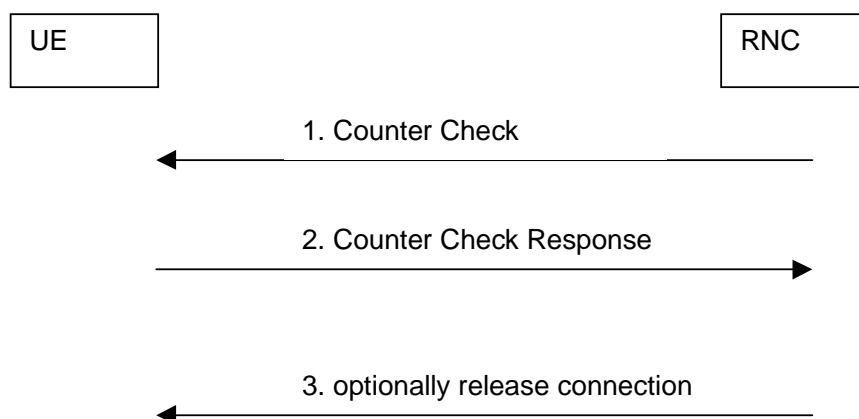 UE
RNC
1. Counter Check
2. Counter Check Response
3. optionally release connection